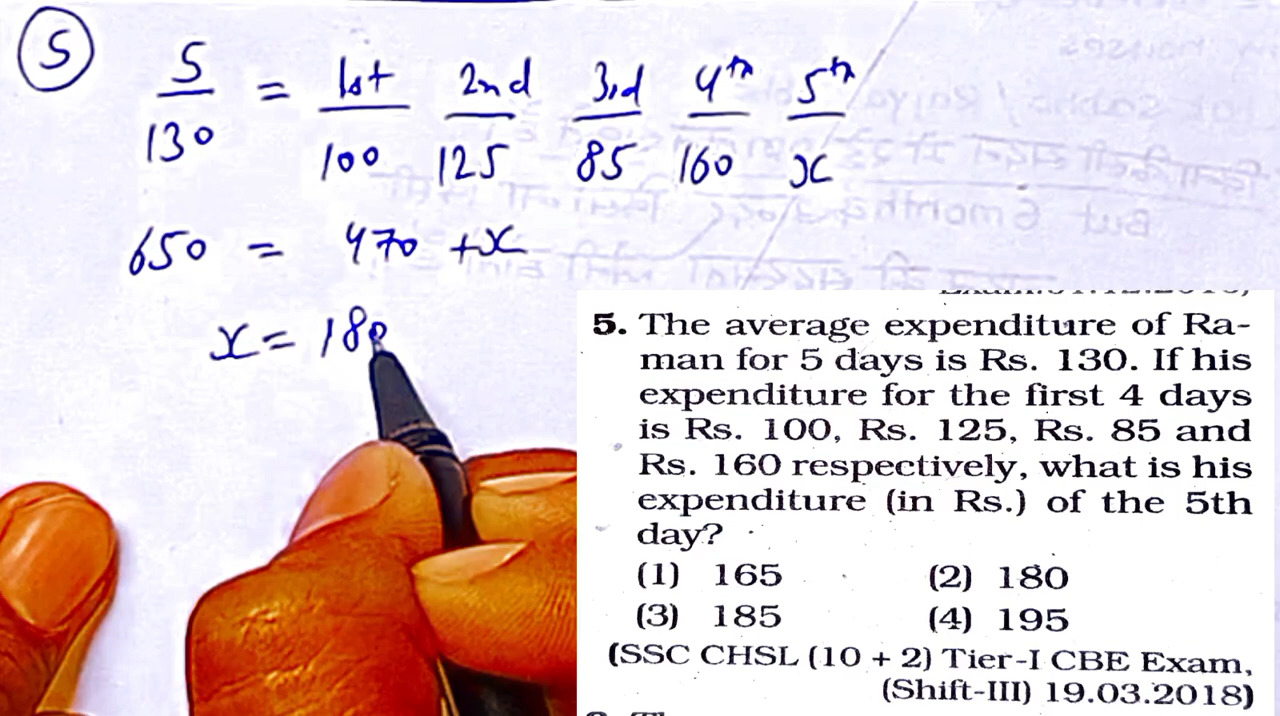 5
5 = 1st 2nd 3rd 4th 5th
130 100 125 85 160 x
650 = 470 + x
x = 180
5. The average expenditure of Ra-
man for 5 days is Rs. 130. If his
expenditure for the first 4 days
is Rs. 100, Rs. 125, Rs. 85 and
Rs. 160 respectively, what is his
expenditure (in Rs.) of the 5th
day?
(1) 165 (2) 180
(3) 185 (4) 195
(SSC CHSL (10 + 2) Tier-I CBE Exam,
(Shift-III) 19.03.2018)